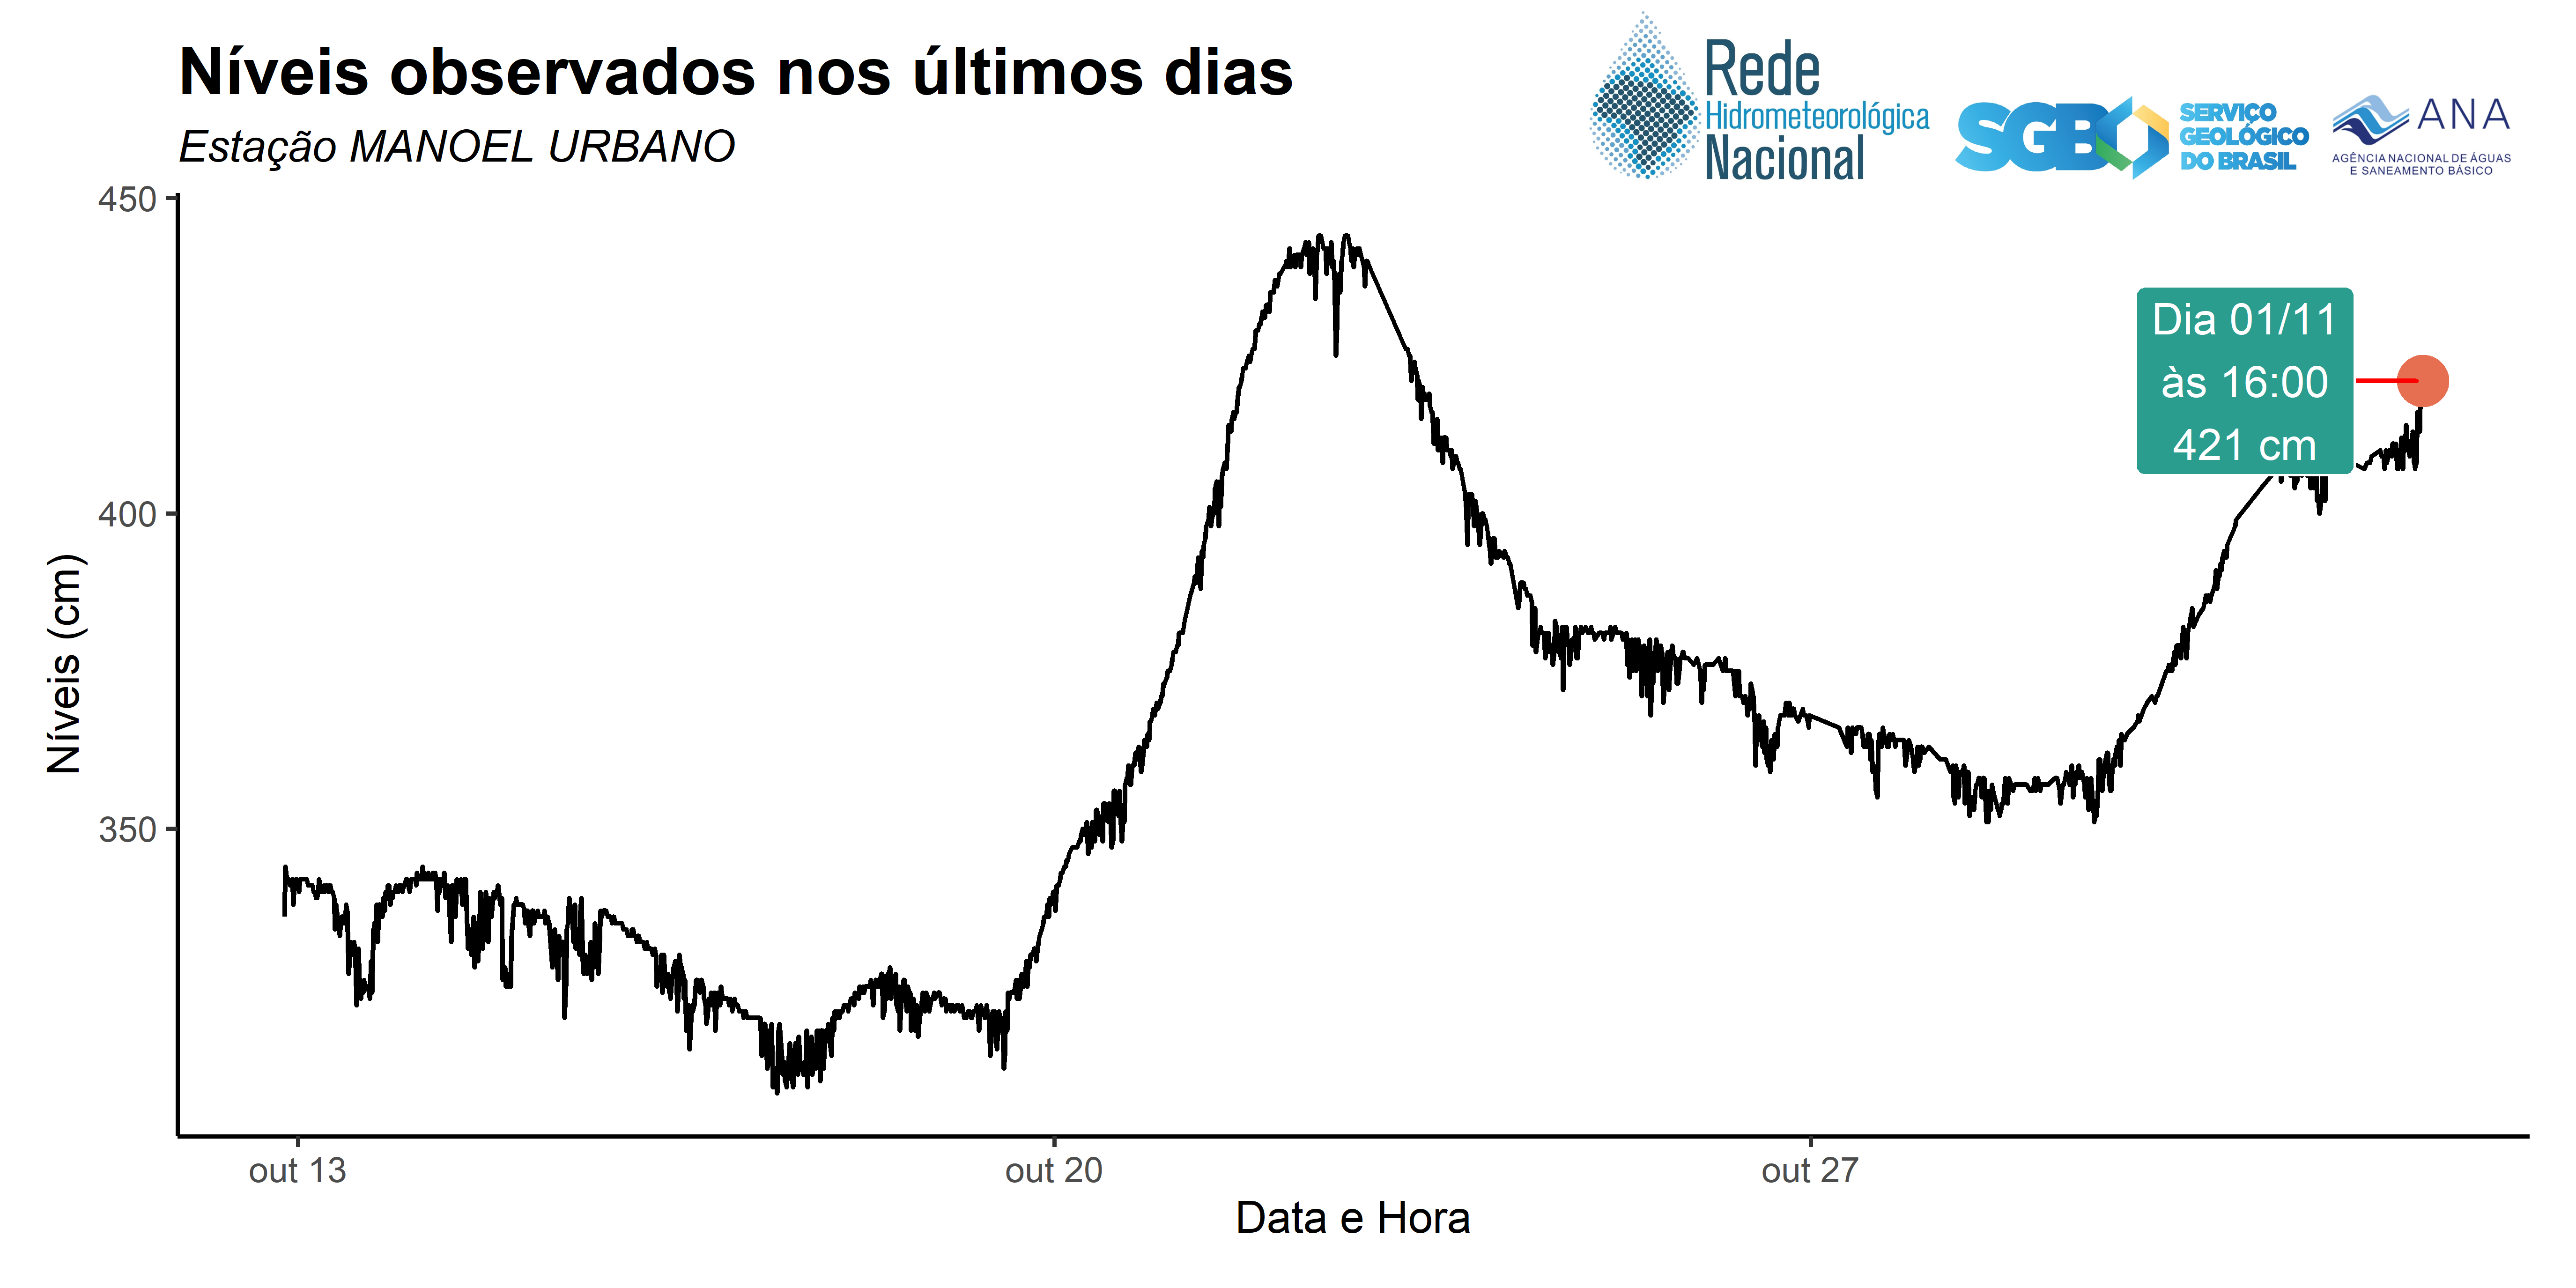 Níveis observados nos últimos dias
Estação MANOEL URBANO
Rede
Hidrometeorológica
Nacional
SGB
SERVIÇO
GEOLÓGICO
DO BRASIL
ANA
AGÊNCIA NACIONAL DE ÁGUAS
E SANEAMENTO BÁSICO
450
400
350
Níveis (cm)
Dia 01/11
às 16:00
421 cm
out 13
out 20
out 27
Data e Hora